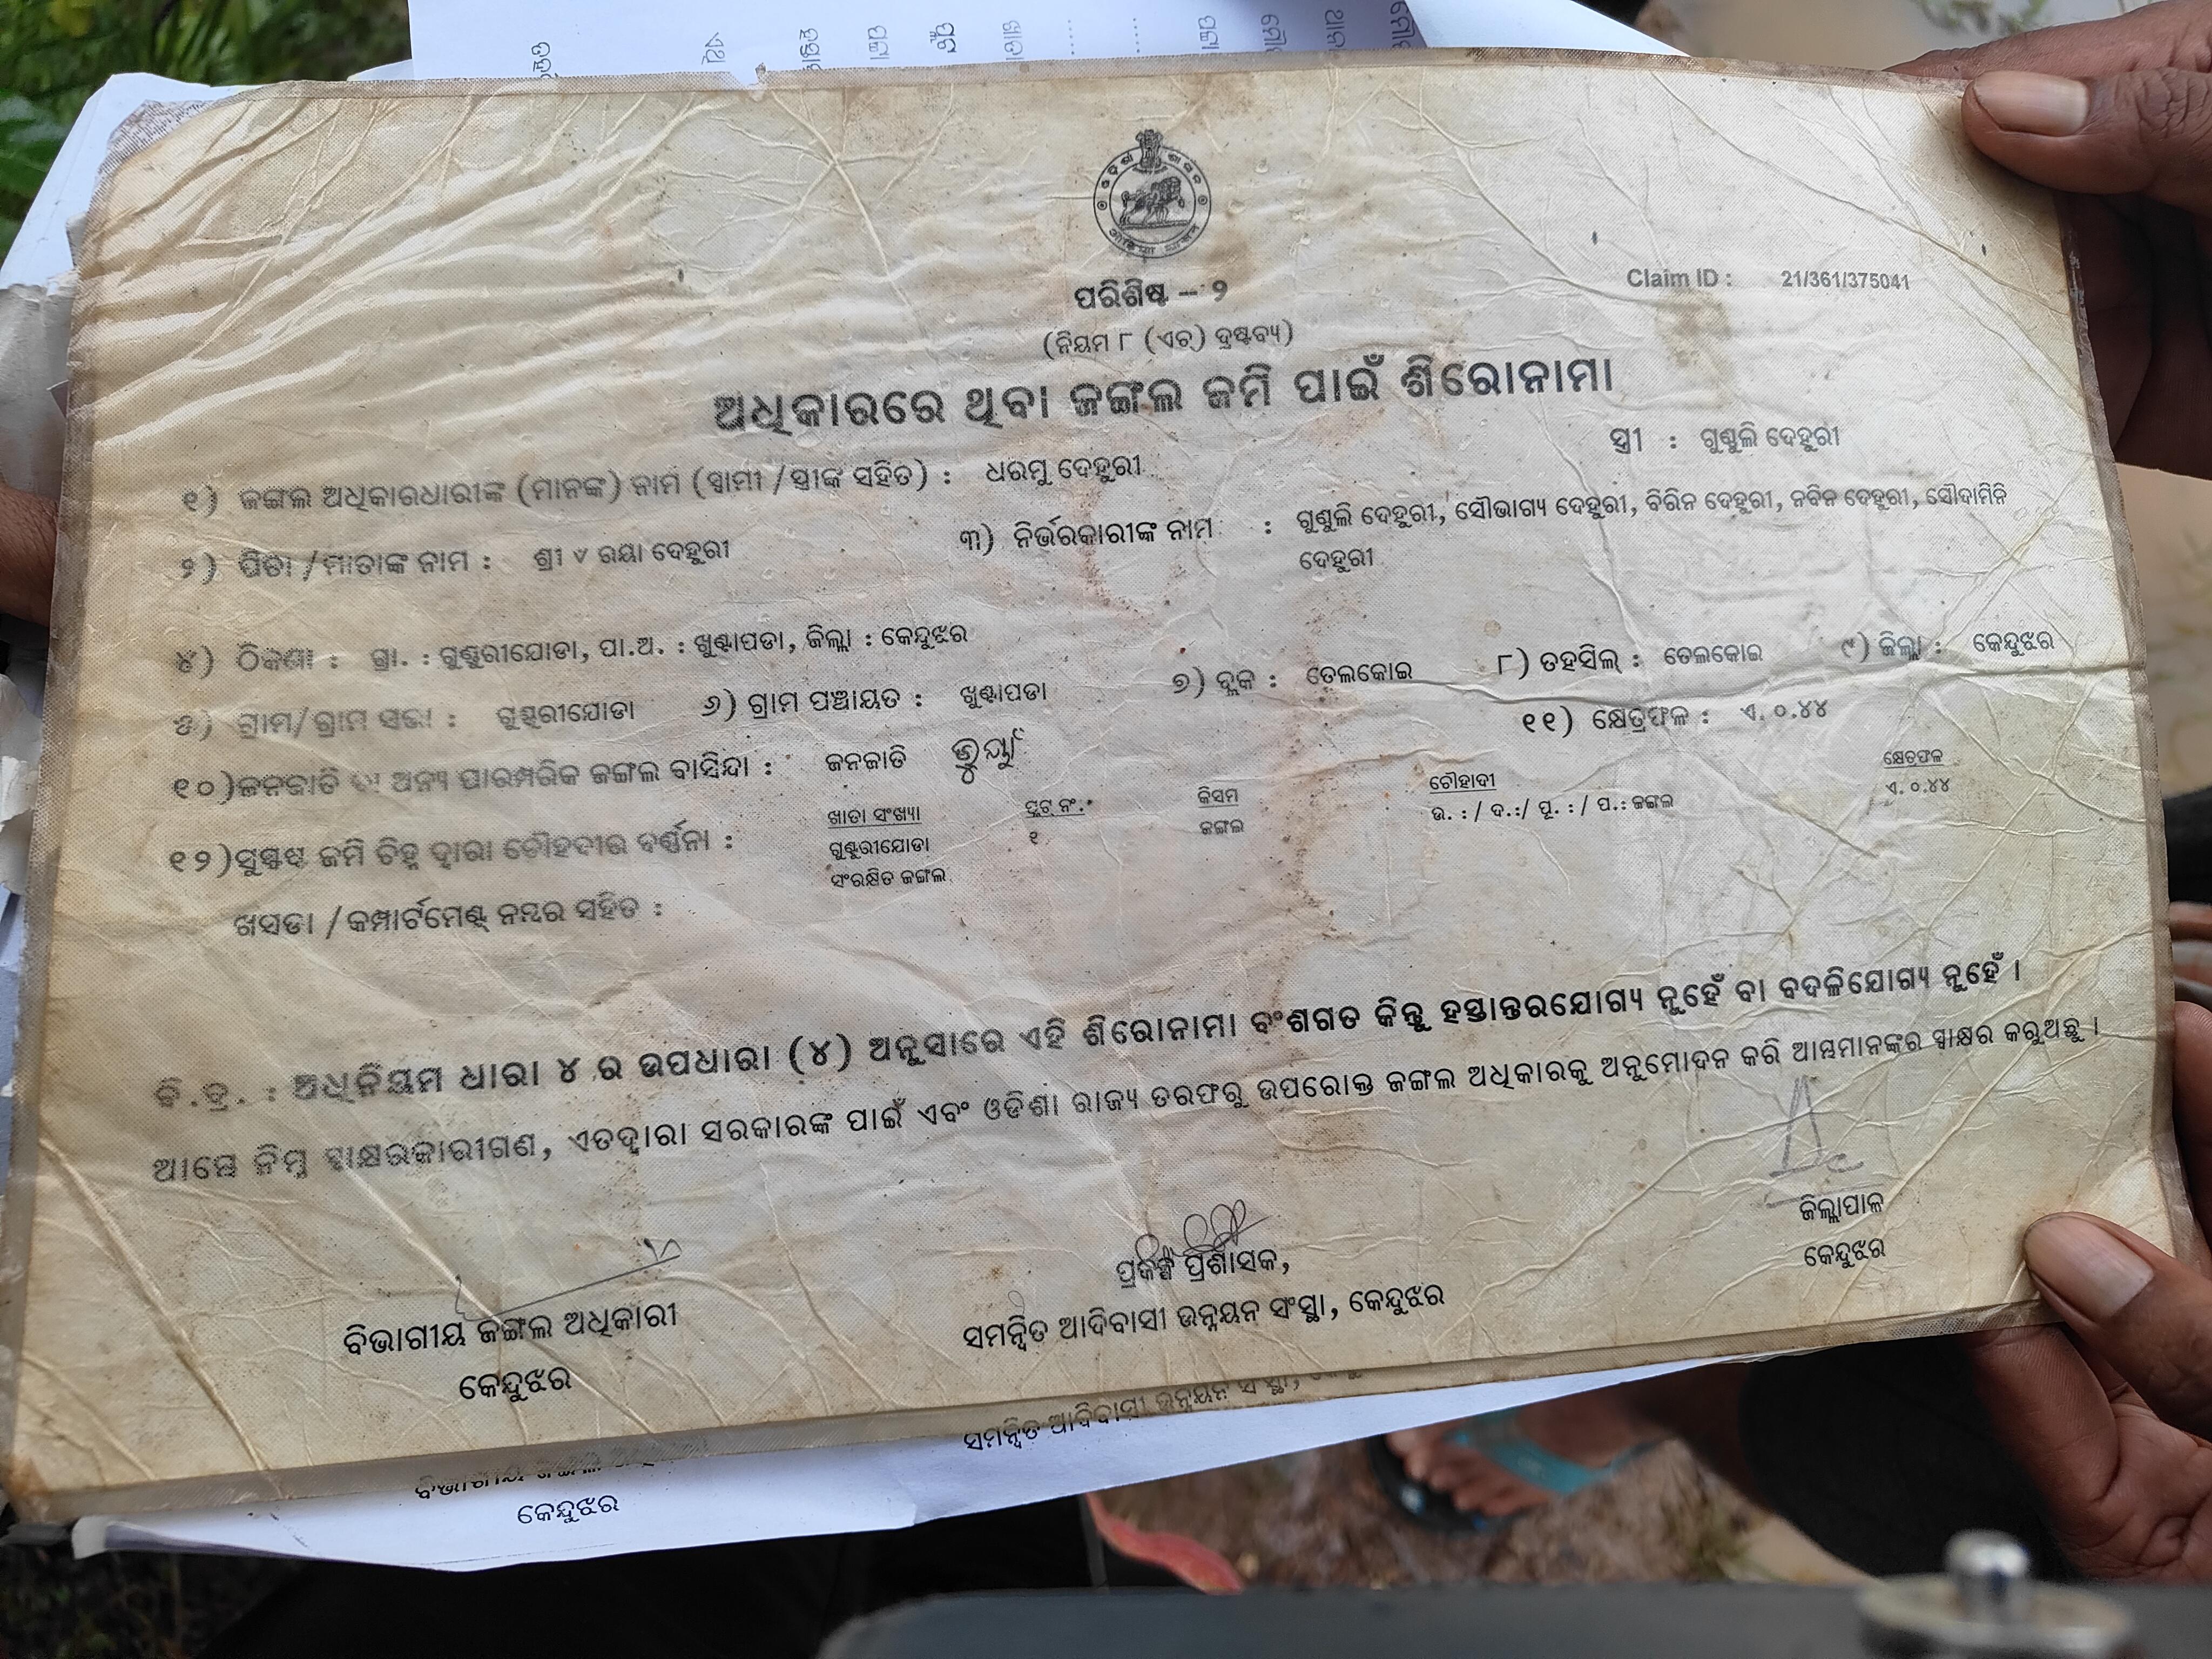 ପରିଶିଷ୍ଟ – ୨
Claim ID : 21/361/375041
(ନିୟମ ୮ (ଏଚ୍) ଦ୍ରଷ୍ଟବ୍ୟ)
ଅଧିକାରରେ ଥିବା ଜଙ୍ଗଲ ଜମି ପାଇଁ ଶିରୋନାମା
୧) ଜଙ୍ଗଲ ଅଧିକାରଧାରୀଙ୍କ (ମାନଙ୍କ) ନାମ (ସ୍ୱାମୀ /ସ୍ତ୍ରୀଙ୍କ ସହିତ) : ଧରମୁ ଦେହୁରୀ ସ୍ତ୍ରୀ : ଗୁଣ୍ଡୁଲି ଦେହୁରୀ
୨) ପିତା /ମାତାଙ୍କ ନାମ : ଶ୍ରୀ ୰ ରୟା ଦେହୁରୀ ୩) ନିର୍ଭରକାରୀଙ୍କ ନାମ : ଗୁଣ୍ଡୁଲି ଦେହୁରୀ, ସୌଭାଗ୍ୟ ଦେହୁରୀ, ବିରିନ ଦେହୁରୀ, ନବିନ ଦେହୁରୀ, ସୌଦାମିନି
ଦେହୁରୀ
୪) ଠିକଣା : ଗ୍ରା. : ଗୁଣ୍ଡୁରୀଯୋଡା, ପା.ଅ. : ଖୁଣ୍ଟାପଡା, ଜିଲ୍ଲା : କେନ୍ଦୁଝର
୫) ଗ୍ରାମ/ଗ୍ରାମ ସଭା : ଗୁଣ୍ଡୁରୀଯୋଡା ୬) ଗ୍ରାମ ପଞ୍ଚାୟତ : ଖୁଣ୍ଟାପଡା ୭) ବ୍ଲକ : ତେଲକୋଇ ୮) ତହସିଲ୍ : ତେଲକୋଇ ୯) ଜିଲ୍ଲା : କେନ୍ଦୁଝର
୧୦)ଜନଜାତି ବା ଅନ୍ୟ ପାରମ୍ପରିକ ଜଙ୍ଗଲ ବାସିନ୍ଦା : ଜନଜାତି ୧୧) କ୍ଷେତ୍ରଫଳ : ଏ. ୦.୪୪
୧୨)ସୁସ୍ପଷ୍ଟ ଜମି ଚିହ୍ନ ଦ୍ୱାରା ଚୌହଦୀର ବର୍ଣ୍ଣନା : ଖାତା ସଂଖ୍ୟା ପ୍ଲଟ୍ ନଂ. କିସମ ଚୌହାଦୀ କ୍ଷେତ୍ରଫଳ
ଗୁଣ୍ଡୁରୀଯୋଡା ୧ ଜଙ୍ଗଲ ଉ. : / ଦ.:/ ପୂ. : / ପ.: ଜଙ୍ଗଲ ଏ. ୦.୪୪
ସଂରକ୍ଷିତ ଜଙ୍ଗଲ
ଖସଡା /କମ୍ପାର୍ଟମେଣ୍ଟ୍ ନମ୍ବର ସହିତ :
ବି.ଦ୍ର. : ଅଧିନିୟମ ଧାରା ୪ ର ଉପଧାରା (୪) ଅନୁସାରେ ଏହି ଶିରୋନାମା ବଂଶଗତ କିନ୍ତୁ ହସ୍ତାନ୍ତରଯୋଗ୍ୟ ନୁହେଁ ବା ବଦଳିଯୋଗ୍ୟ ନୁହେଁ ।
ଆମ୍ଭେ ନିମ୍ନ ସ୍ୱାକ୍ଷରକାରୀଗଣ, ଏତଦ୍ଦ୍ୱାରା ସରକାରଙ୍କ ପାଇଁ ଏବଂ ଓଡିଶା ରାଜ୍ୟ ତରଫରୁ ଉପରୋକ୍ତ ଜଙ୍ଗଲ ଅଧିକାରକୁ ଅନୁମୋଦନ କରି ଆମ୍ଭମାନଙ୍କର ସ୍ୱାକ୍ଷର କରୁଅଛୁ ।
ବିଭାଗୀୟ ଜଙ୍ଗଲ ଅଧିକାରୀ
କେନ୍ଦୁଝର
ପ୍ରକଳ୍ପ ପ୍ରଶାସକ,
ସମନ୍ୱିତ ଆଦିବାସୀ ଉନ୍ନୟନ ସଂସ୍ଥା, କେନ୍ଦୁଝର
ଜିଲ୍ଲାପାଳ
କେନ୍ଦୁଝର
ସମନ୍ୱିତ ଆଦିବାସୀ ଉନ୍ନୟନ ସଂସ୍ଥା,
ବିଭାଗୀୟ ଜଙ୍ଗଲ
କେନ୍ଦୁଝର